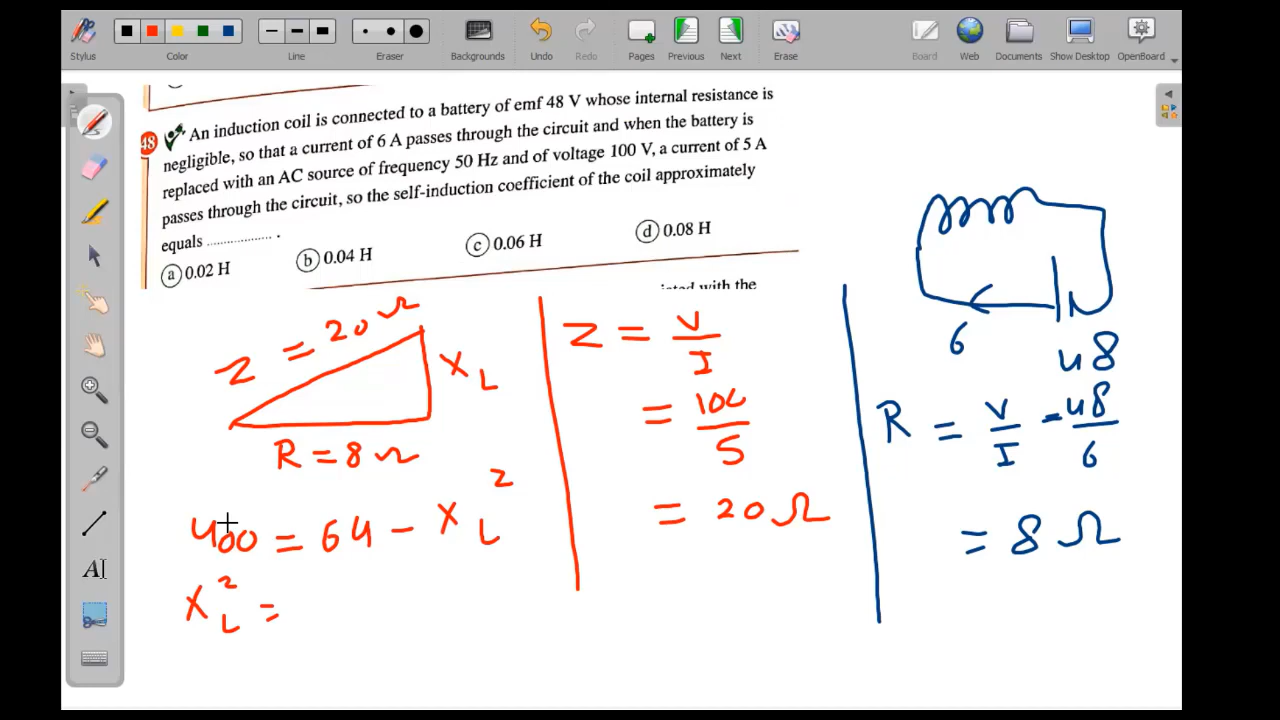 Stylus Color Line Eraser Backgrounds Undo Redo Pages Previous Next Erase Board Web Documents Show Desktop OpenBoard
48 An induction coil is connected to a battery of emf 48 V whose internal resistance is
negligible, so that a current of 6 A passes through the circuit and when the battery is
replaced with an AC source of frequency 50 Hz and of voltage 100 V, a current of 5 A
passes through the circuit, so the self-induction coefficient of the coil approximately
equals .................... .
a 0.02 H b 0.04 H c 0.06 H d 0.08 H
with the
Z = 20 Ω
X_L
R = 8 Ω
400 = 64 - X_L^2
X_L^2 =
Z = V/I
= 100/5
= 20 Ω
6
48
R = V/I = 48/6
= 8 Ω